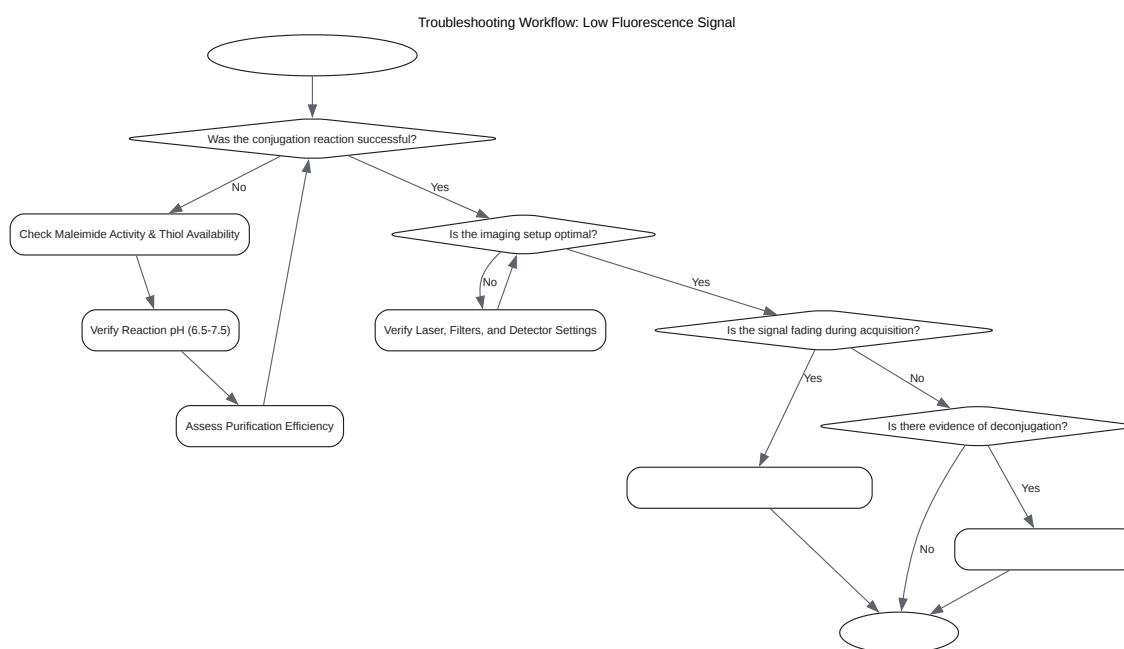 Troubleshooting Workflow: Low Fluorescence Signal
Was the conjugation reaction successful?
No
Yes
Check Maleimide Activity & Thiol Availability
Is the imaging setup optimal?
No
Yes
Verify Reaction pH (6.5-7.5)
Verify Laser, Filters, and Detector Settings
Is the signal fading during acquisition?
Yes
No
Assess Purification Efficiency
Is there evidence of deconjugation?
Yes
No